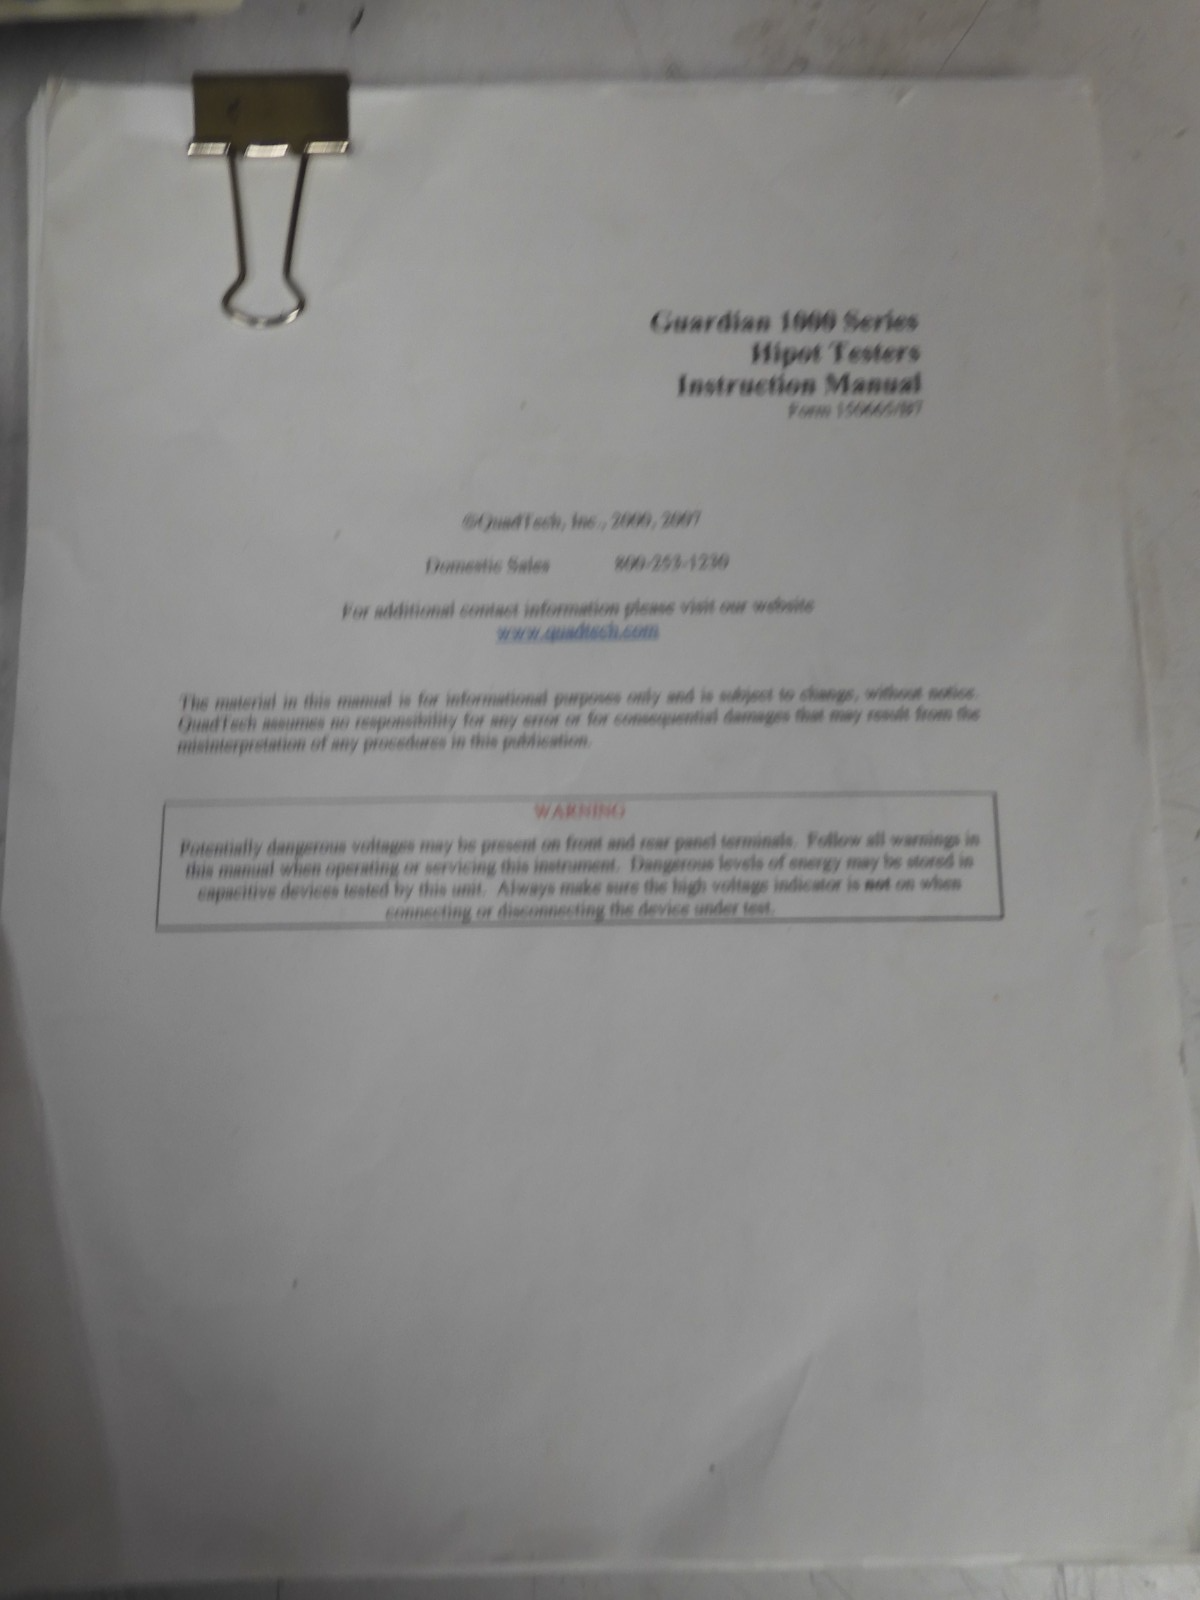 Guardian 1000 Series
Hipot Testers
Instruction Manual
Form
©QuadTech, Inc., 2000, 2007
Domestic Sales 800-253-1230
For additional contact information please visit our website
www.quadtech.com
The material in this manual is for informational purposes only and is subject to change, without notice.
QuadTech assumes no responsibility for any error or for consequential damages that may result from the
misinterpretation of any procedures in this publication.
WARNING
Potentially dangerous voltages may be present on front and rear panel terminals. Follow all warnings in
this manual when operating or servicing this instrument. Dangerous levels of energy may be stored in
capacitive devices tested by this unit. Always make sure the high voltage indicator is not on when
connecting or disconnecting the device under test.